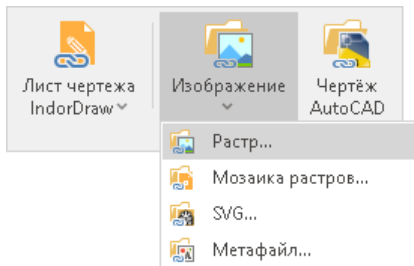 Лист чертежа
IndorDraw
Изображение
Чертёж
AutoCAD
Растр...
Мозаика растров...
SVG...
Метафайл...